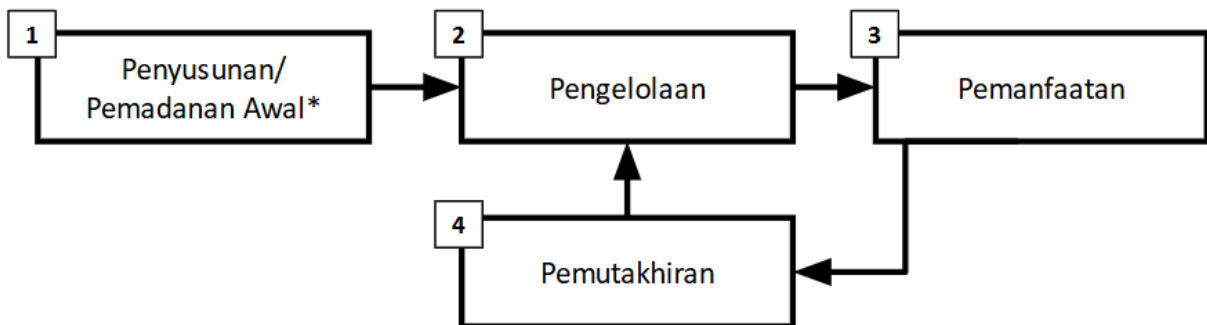 1
Penyusunan/
Pemadanan Awal*
2
Pengelolaan
3
Pemanfaatan
4
Pemutakhiran